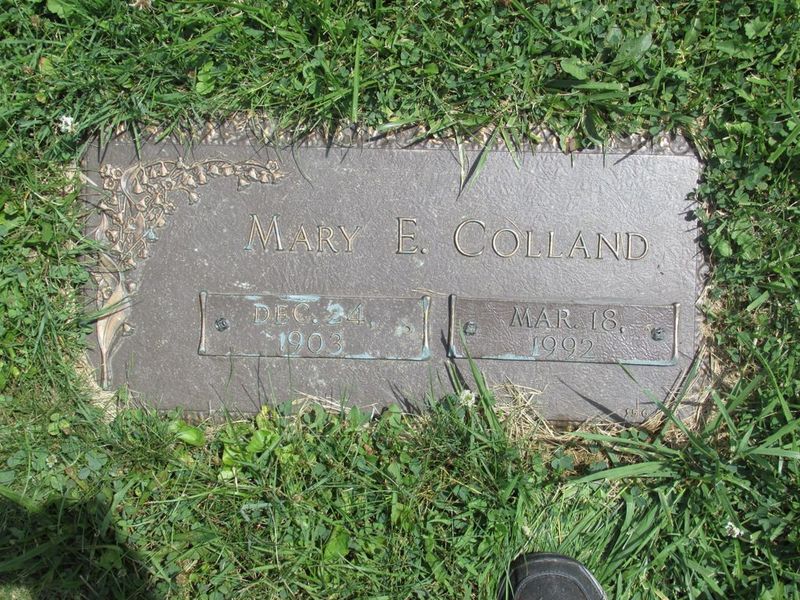 MARY E. COLLAND
DEC. 24,
1903
MAR. 18,
1992